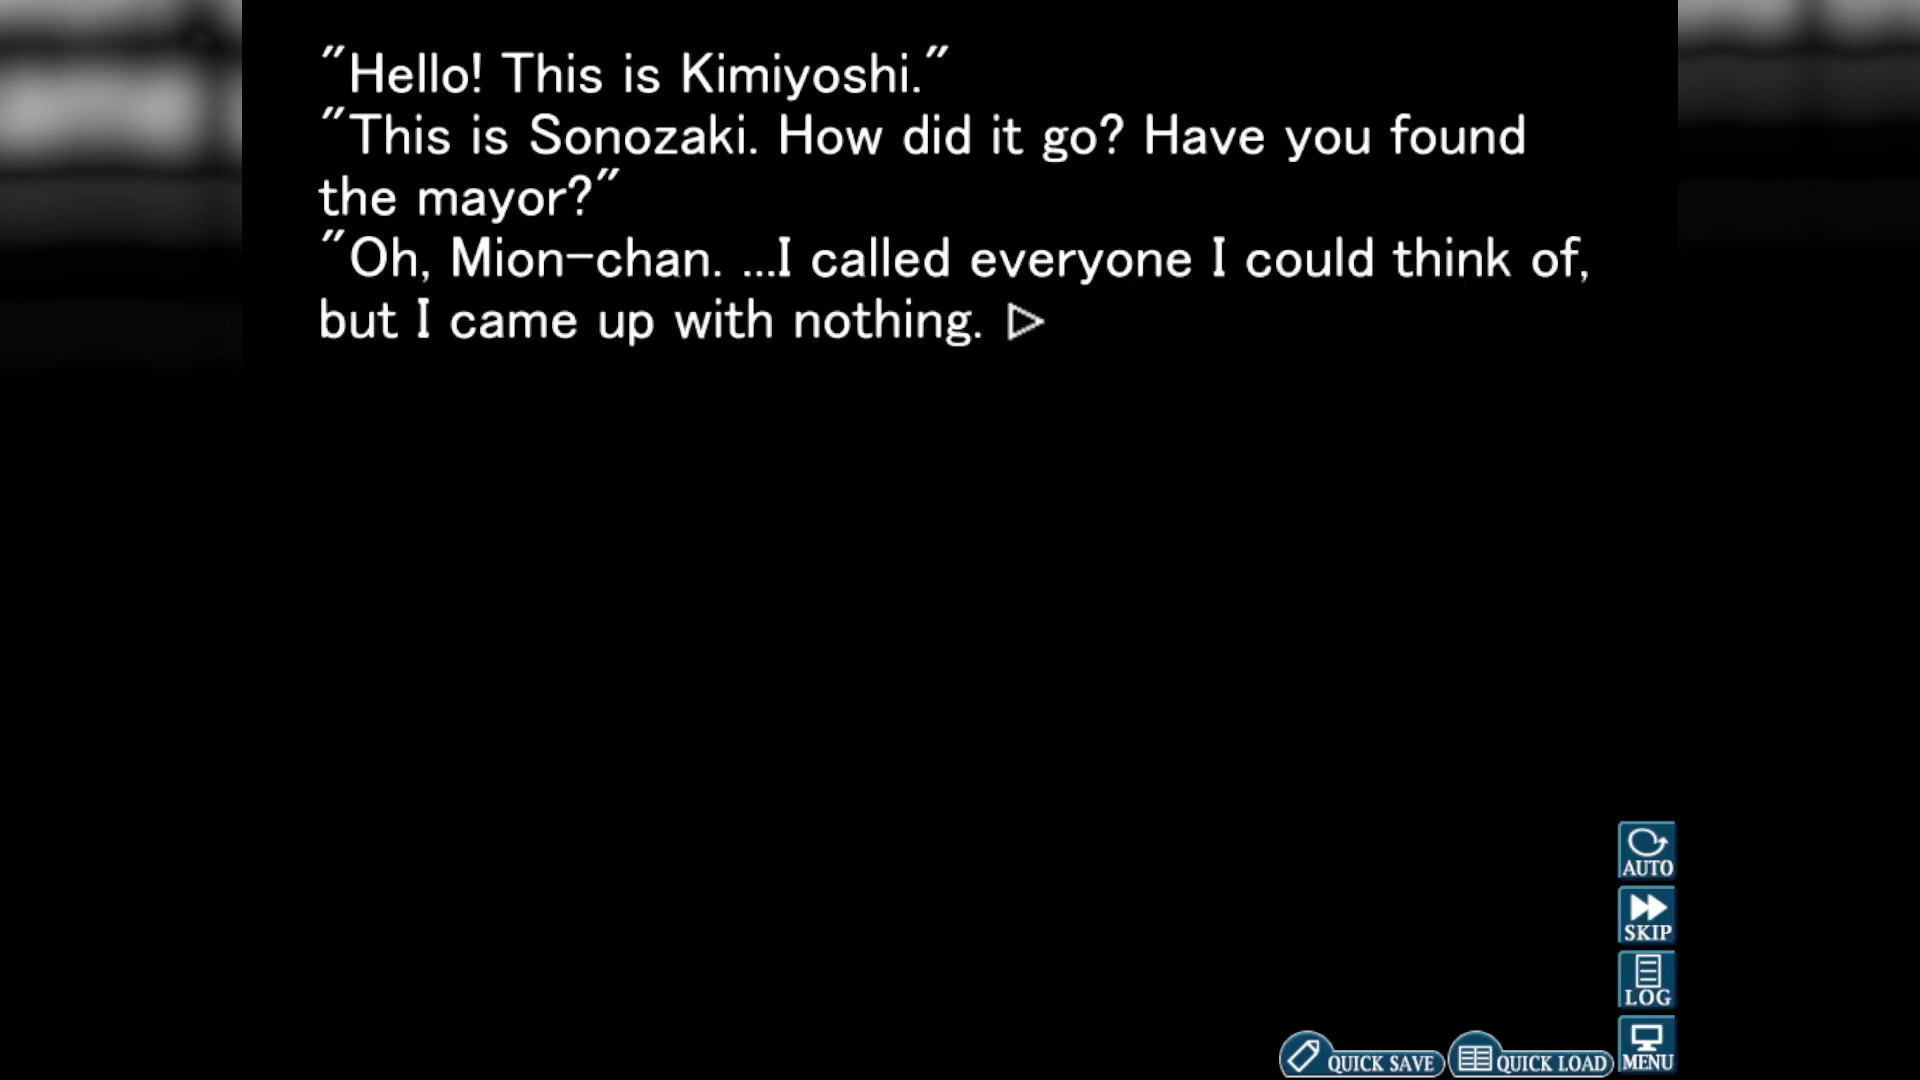 "Hello! This is Kimiyoshi."
"This is Sonozaki. How did it go? Have you found
the mayor?"
"Oh, Mion-chan. ...I called everyone I could think of,
but I came up with nothing.
AUTO
SKIP
LOG
MENU
QUICK SAVE
QUICK LOAD